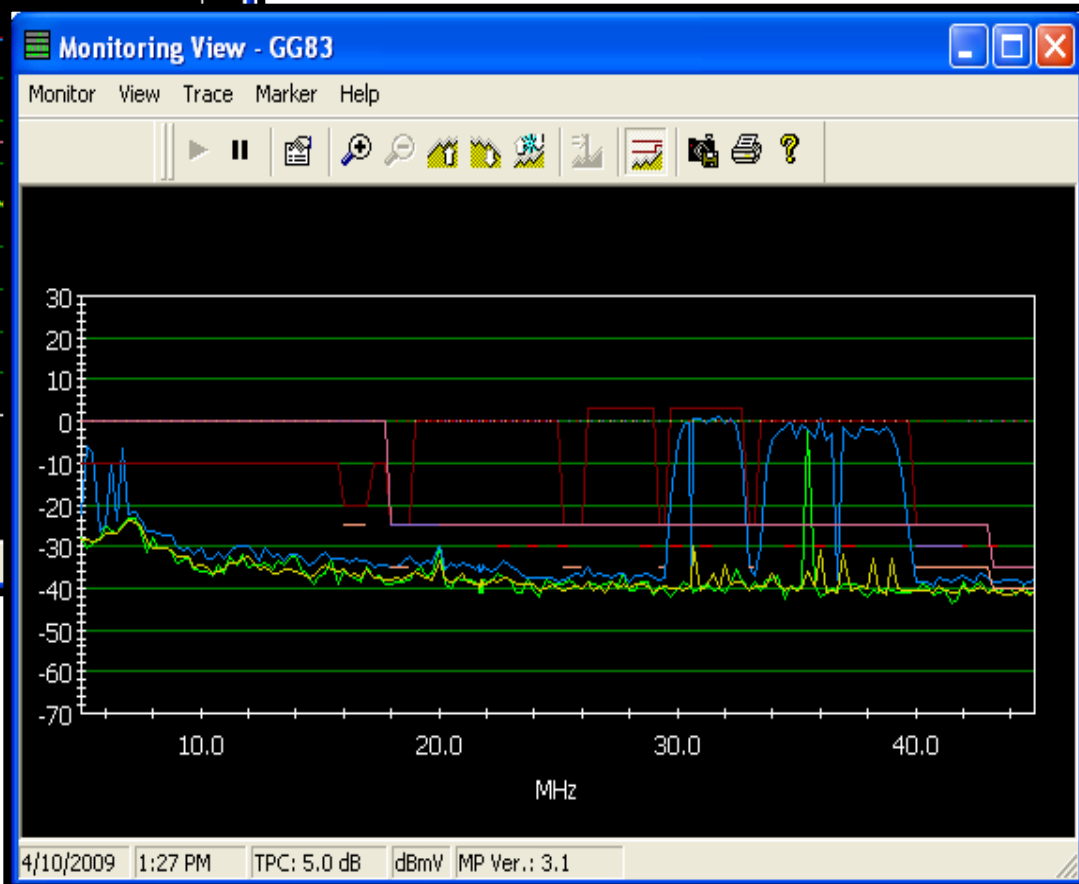 Monitoring View - GG83
Monitor View Trace Marker Help
30
20
10
0
-10
-20
-30
-40
-50
-60
-70
10.0 20.0 30.0 40.0
MHz
4/10/2009 1:27 PM TPC: 5.0 dB dBmV MP Ver.: 3.1